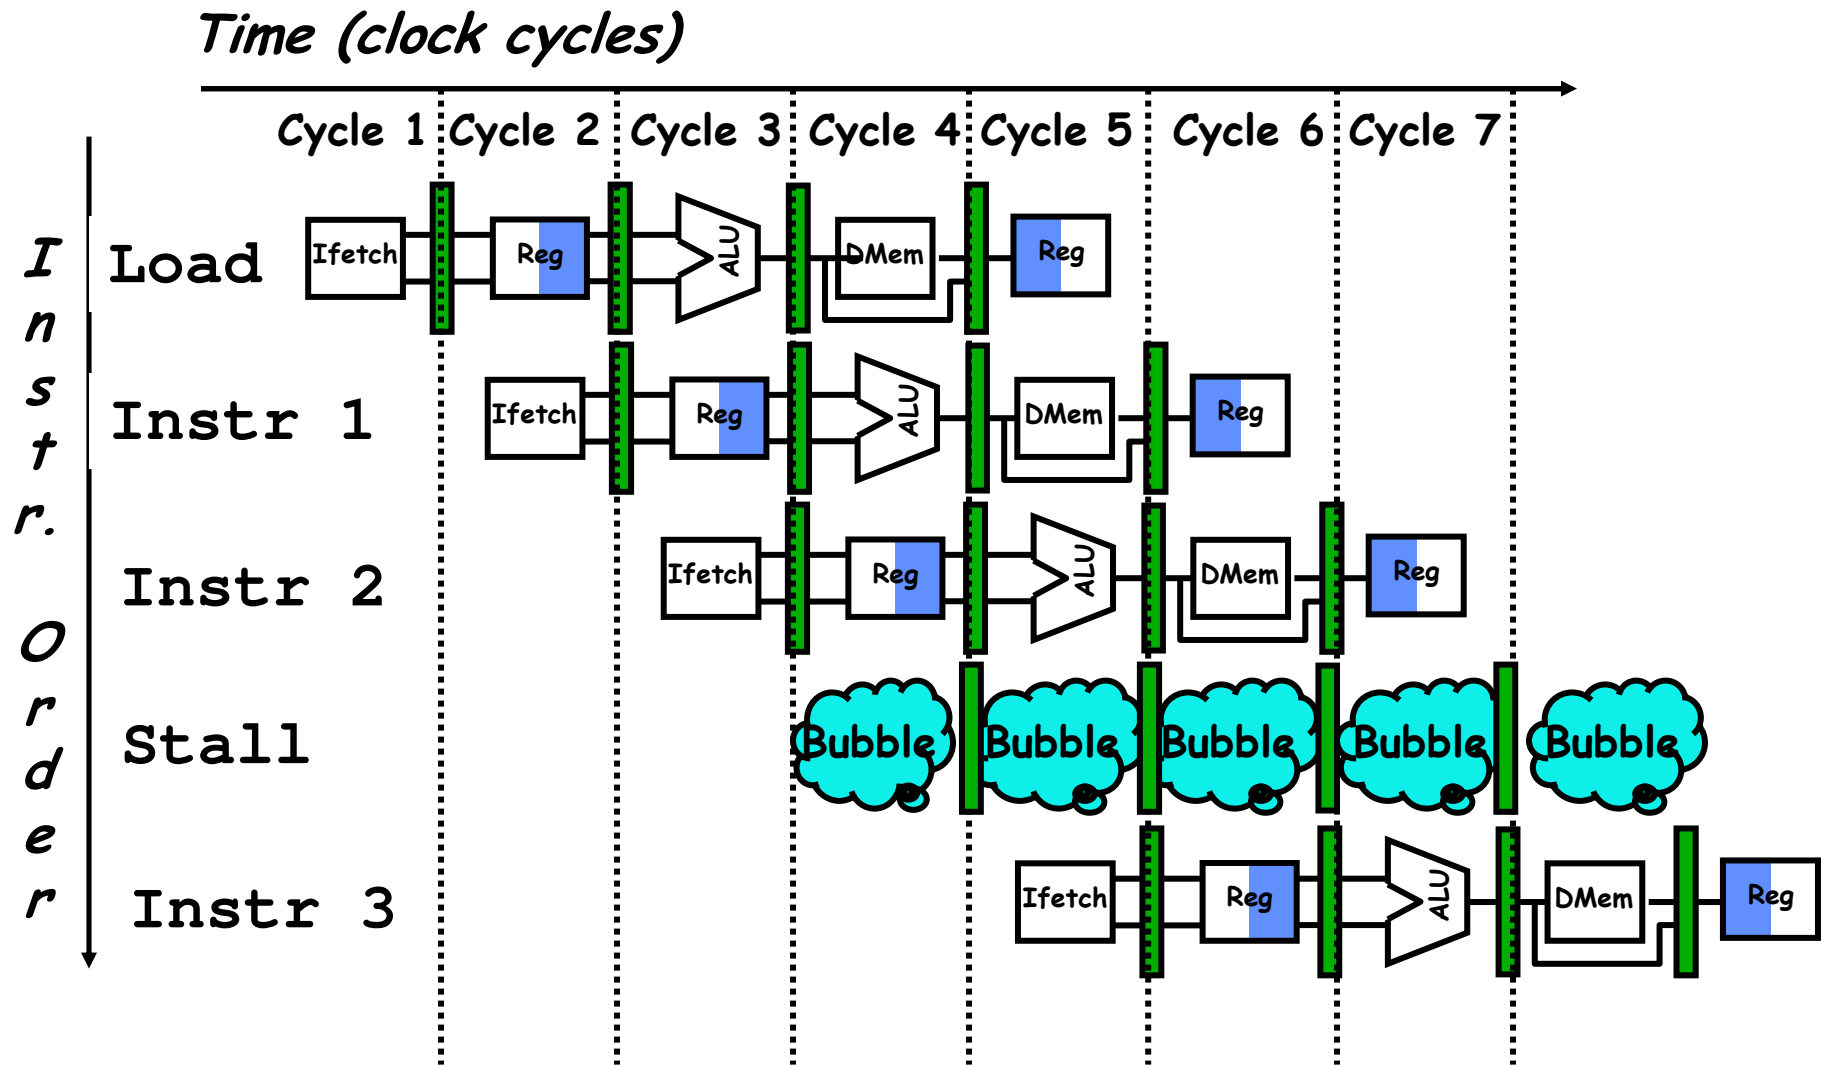 Time (clock cycles)
Cycle 1 Cycle 2 Cycle 3 Cycle 4 Cycle 5 Cycle 6 Cycle 7
Instr. Order
Load Ifetch Reg ALU DMem Reg
Instr 1 Ifetch Reg ALU DMem Reg
Instr 2 Ifetch Reg ALU DMem Reg
Stall Bubble Bubble Bubble Bubble Bubble
Instr 3 Ifetch Reg ALU DMem Reg